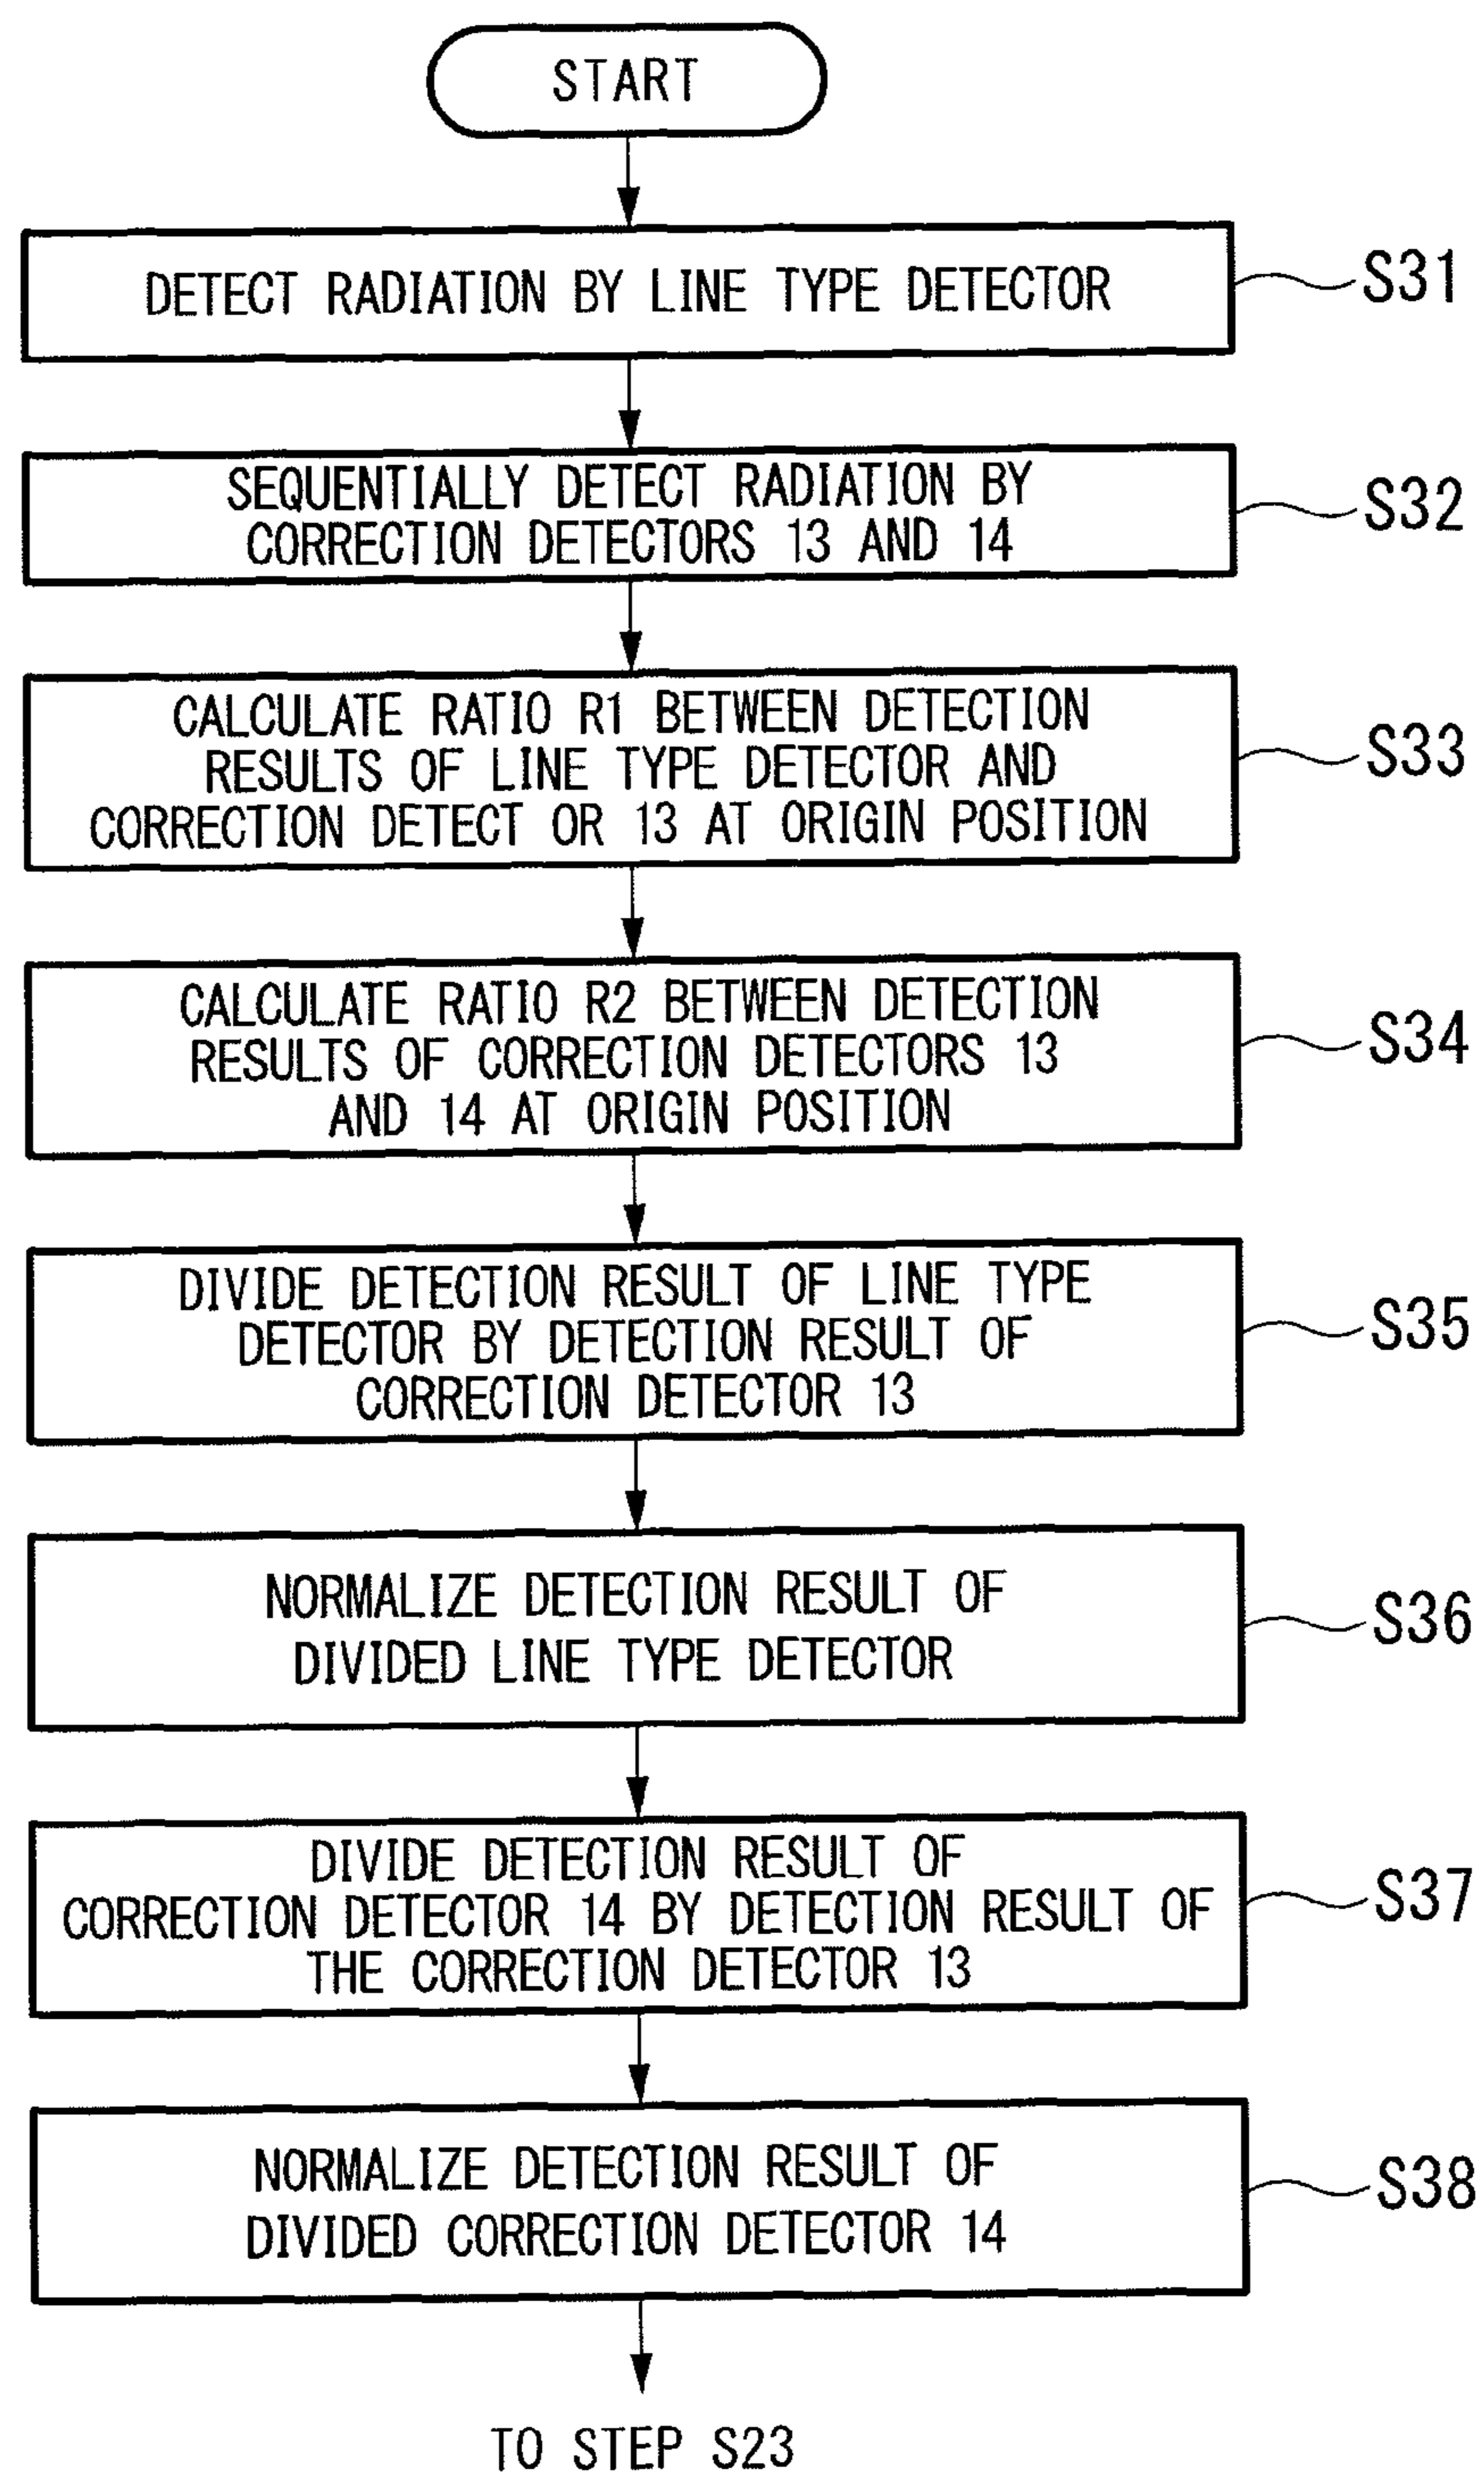 START
DETECT RADIATION BY LINE TYPE DETECTOR
S31
SEQUENTIALLY DETECT RADIATION BY
CORRECTION DETECTORS 13 AND 14
S32
CALCULATE RATIO R1 BETWEEN DETECTION
RESULTS OF LINE TYPE DETECTOR AND
CORRECTION DETECT OR 13 AT ORIGIN POSITION
S33
CALCULATE RATIO R2 BETWEEN DETECTION
RESULTS OF CORRECTION DETECTORS 13
AND 14 AT ORIGIN POSITION
S34
DIVIDE DETECTION RESULT OF LINE TYPE
DETECTOR BY DETECTION RESULT OF
CORRECTION DETECTOR 13
S35
NORMALIZE DETECTION RESULT OF
DIVIDED LINE TYPE DETECTOR
S36
DIVIDE DETECTION RESULT OF
CORRECTION DETECTOR 14 BY DETECTION RESULT OF
THE CORRECTION DETECTOR 13
S37
NORMALIZE DETECTION RESULT OF
DIVIDED CORRECTION DETECTOR 14
S38
TO STEP S23